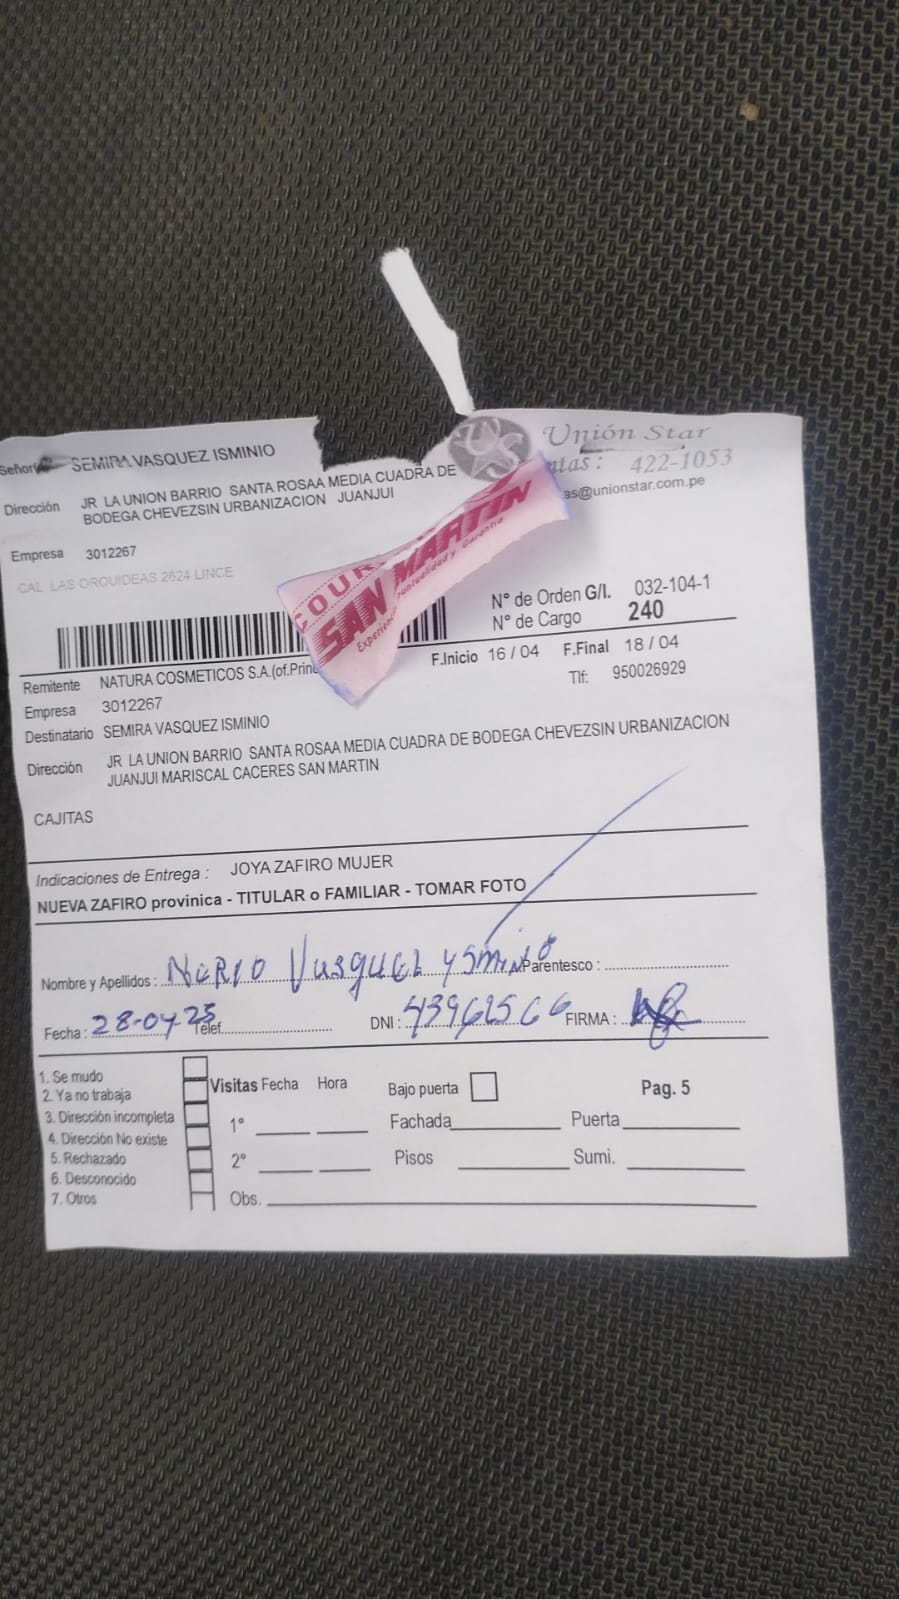 Señor SEMIRA VASQUEZ ISMINIO
Unión Star
ntas: 422-1053
as@unionstar.com.pe
Dirección JR LA UNION BARRIO SANTA ROSAA MEDIA CUADRA DE
BODEGA CHEVEZSIN URBANIZACION JUANJUI
Empresa 3012267
CAL LAS ORQUIDEAS 2624 LINCE
COUR
SAN MARTIN
Puntualidad y Garantía
N° de Orden G/I. 032-104-1
N° de Cargo 240
F.Inicio 16 / 04 F.Final 18 / 04
Tlf: 950026929
Remitente NATURA COSMETICOS S.A.(of.Princ
Empresa 3012267
Destinatario SEMIRA VASQUEZ ISMINIO
Dirección JR LA UNION BARRIO SANTA ROSAA MEDIA CUADRA DE BODEGA CHEVEZSIN URBANIZACION
JUANJUI MARISCAL CACERES SAN MARTIN
CAJITAS
Indicaciones de Entrega : JOYA ZAFIRO MUJER
NUEVA ZAFIRO provinica - TITULAR o FAMILIAR - TOMAR FOTO
Nombre y Apellidos : Vasquez ysmiño Parentesco :
Fecha : 28-04-25 Telef. DNI : 43962566 FIRMA :
1. Se mudo
2. Ya no trabaja
3. Dirección incompleta
4. Dirección No existe
5. Rechazado
6. Desconocido
7. Otros
Visitas Fecha Hora Bajo puerta Pag. 5
1° Fachada Puerta
2° Pisos Sumi.
Obs.